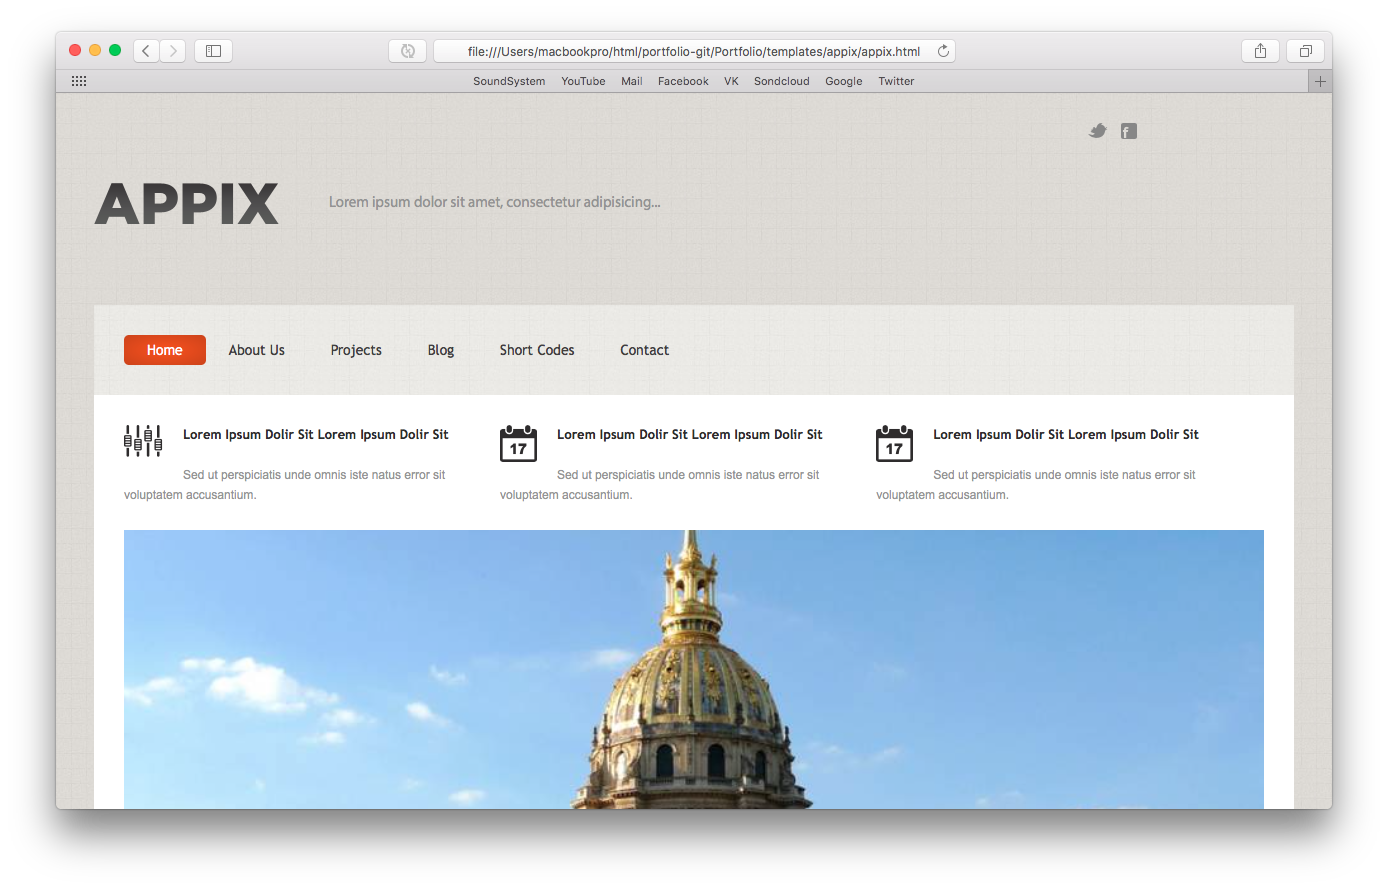 file:///Users/macbookpro/html/portfolio-git/Portfolio/templates/appix/appix.html
SoundSystem YouTube Mail Facebook VK Sondcloud Google Twitter
APPIX
Lorem ipsum dolor sit amet, consectetur adipisicing...
Home About Us Projects Blog Short Codes Contact
Lorem Ipsum Dolir Sit Lorem Ipsum Dolir Sit
Sed ut perspiciatis unde omnis iste natus error sit
voluptatem accusantium.
17
Lorem Ipsum Dolir Sit Lorem Ipsum Dolir Sit
Sed ut perspiciatis unde omnis iste natus error sit
voluptatem accusantium.
17
Lorem Ipsum Dolir Sit Lorem Ipsum Dolir Sit
Sed ut perspiciatis unde omnis iste natus error sit
voluptatem accusantium.